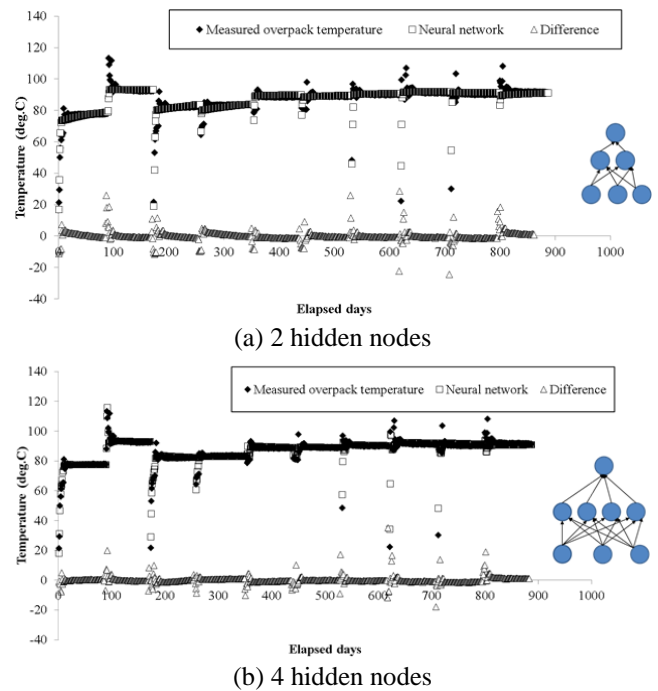 140
120
100
80
60
40
20
0
-20
-40
Temperature (deg.C)
◆ Measured overpack temperature □ Neural network △ Difference
0 100 200 300 400 500 600 700 800 900 1000
Elapsed days
(a) 2 hidden nodes
140
120
100
80
60
40
20
0
-20
-40
Temperature (deg.C)
◆ Measured overpack temperature □ Neural network △ Difference
0 100 200 300 400 500 600 700 800 900 1000
Elapsed days
(b) 4 hidden nodes